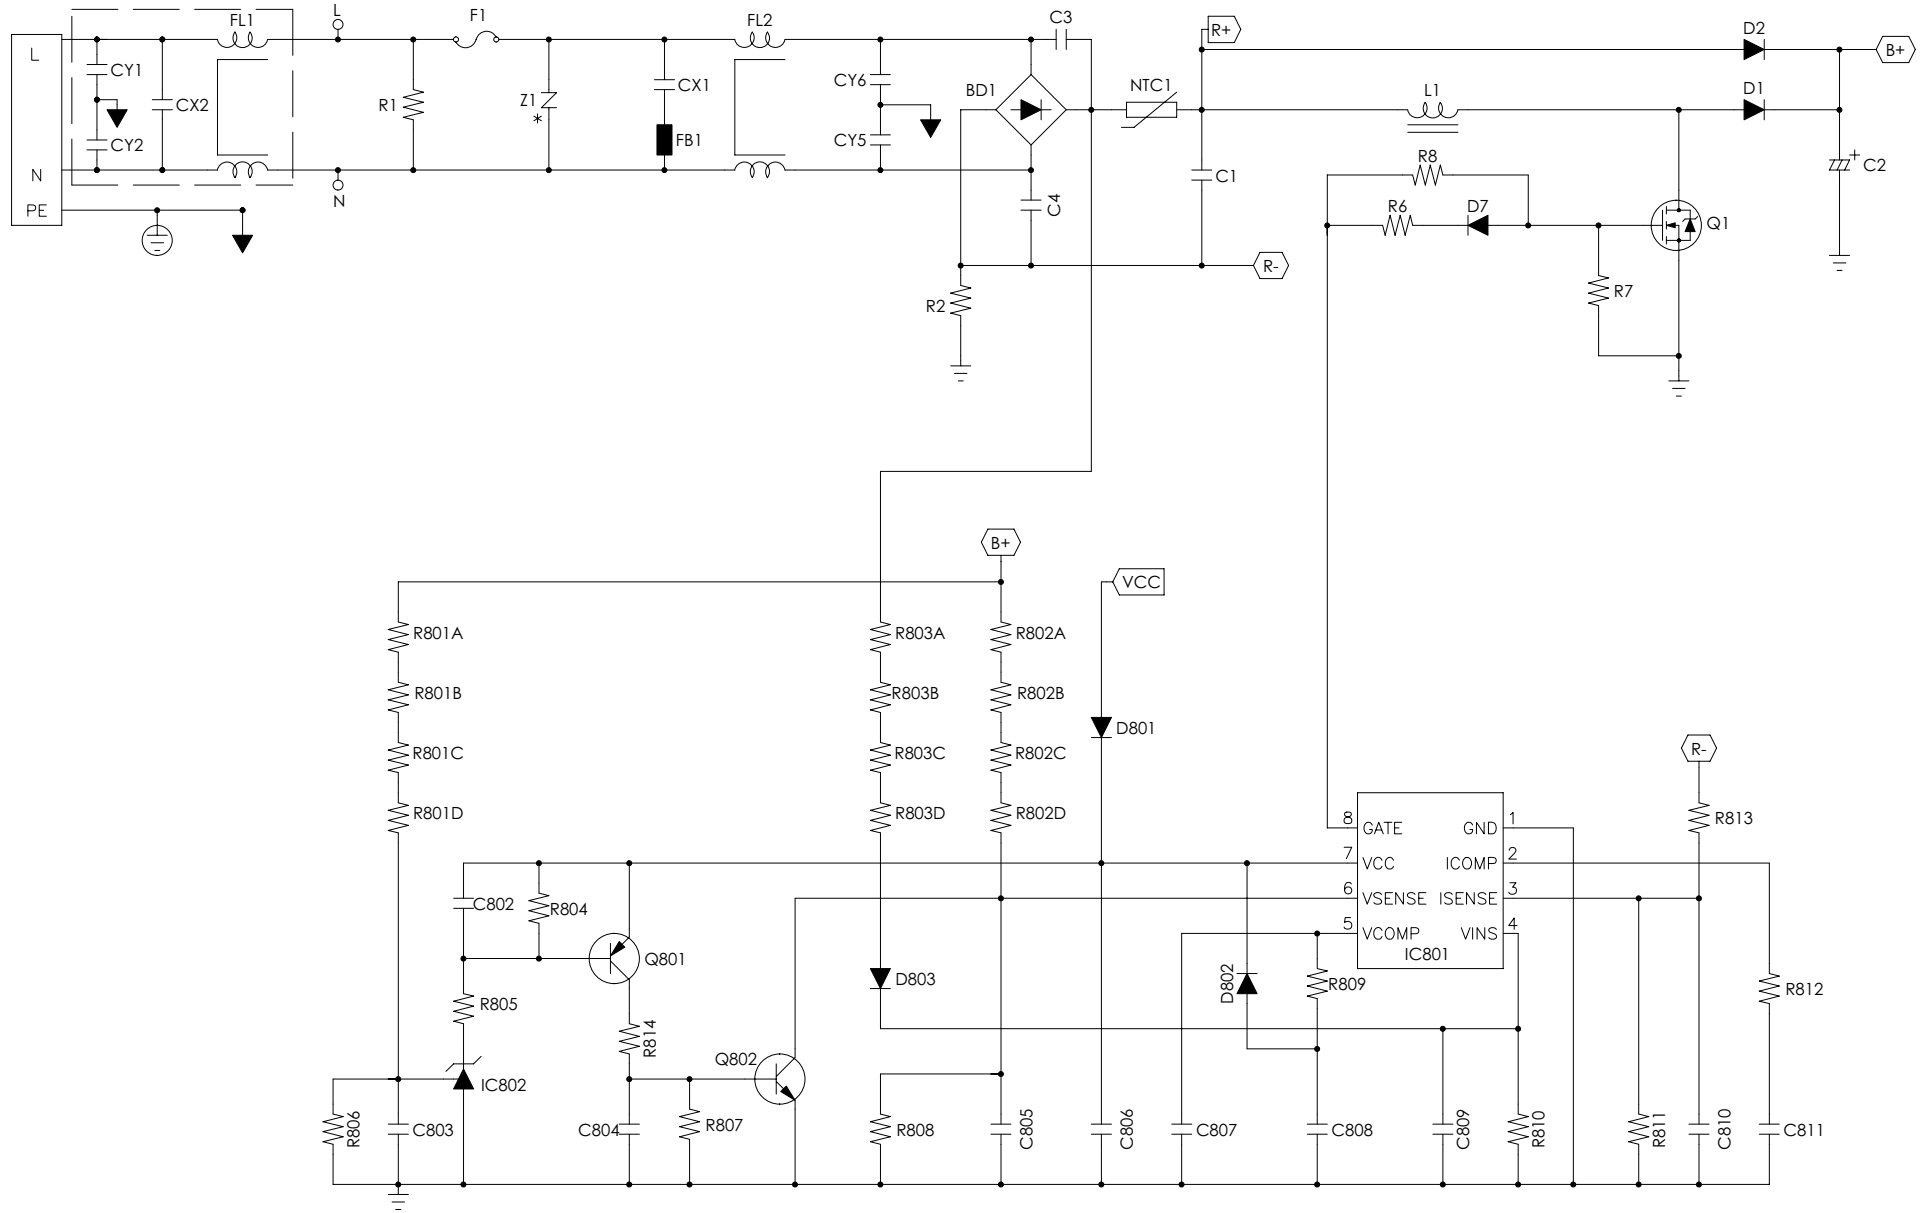 L
F1
FL1
FL2
C3
R+
D2
B+
L
CY1
CX2
R1
Z1
*
CX1
CY6
BD1
NTC1
L1
D1
CY2
FB1
CY5
R8
+
C2
N
N
C1
PE
C4
R6
D7
Q1
R-
R2
R7
B+
VCC
R801A
R803A
R802A
R801B
R803B
R802B
D801
R801C
R803C
R802C
R-
R801D
R803D
R802D
R813
8
GATE
GND
1
7
VCC
ICOMP
2
6
VSENSE
ISENSE
3
5
VCOMP
VINS
4
IC801
C802
R804
Q801
D803
D802
R809
R812
R805
R814
Q802
IC802
R806
C803
C804
R807
R808
C805
C806
C807
C808
C809
R810
R811
C810
C811